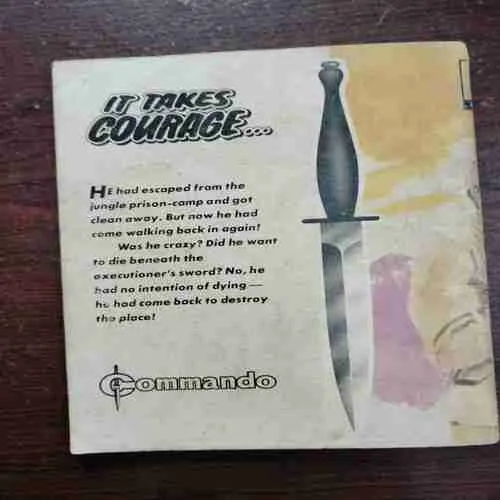 IT TAKES
COURAGE...
HE had escaped from the
jungle prison-camp and got
clean away. But now he had
come walking back in again!
Was he crazy? Did he want
to die beneath the
executioner's sword? No, he
had no intention of dying—
he had come back to destroy
the place!
Commando